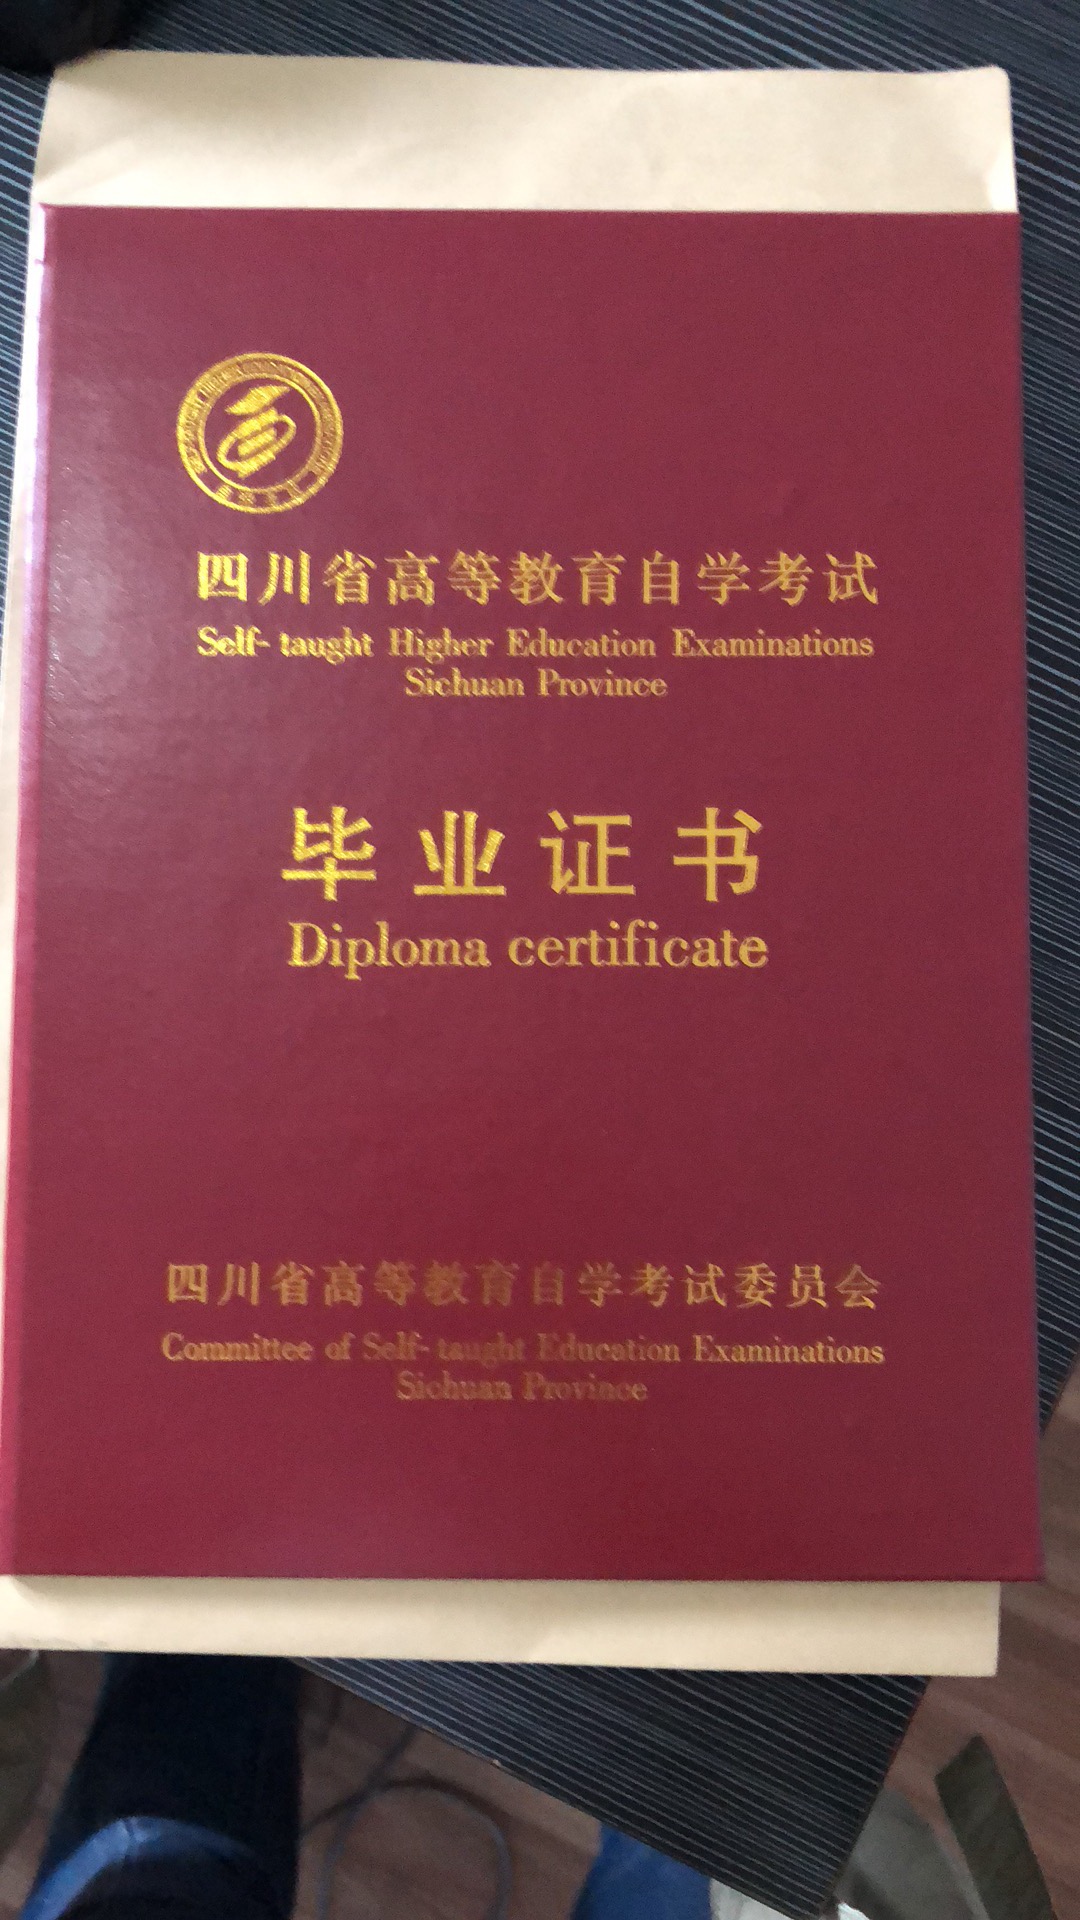 四川省高等教育自学考试
Self- taught Higher Education Examinations
Sichuan Province
毕业证书
Diploma certificate
四川省高等教育自学考试委员会
Committee of Self- taught Education Examinations
Sichuan Province